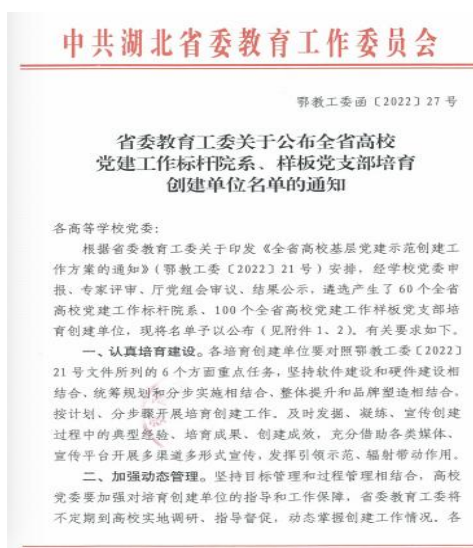 中共湖北省委教育工作委员会
鄂教工委函〔2022〕27号
省委教育工委关于公布全省高校
党建工作标杆院系、样板党支部培育
创建单位名单的通知
各高等学校党委：
根据省委教育工委关于印发《全省高校基层党建示范创建工
作方案的通知》（鄂教工委〔2022〕21号）安排，经学校党委申
报、专家评审、厅党组会审议、结果公示，遴选产生了60个全省
高校党建工作标杆院系、100个全省高校党建工作样板党支部培
育创建单位，现将名单予以公布（见附件1、2）。有关要求如下。
一、认真培育建设。各培育创建单位要对照鄂教工委〔2022〕
21号文件所列的6个方面重点任务，坚持软件建设和硬件建设相
结合，统筹规划和分步实施相结合、整体提升和品牌塑造相结合，
按计划、分步骤开展培育创建工作。及时发掘、凝练、宣传创建
过程中的典型经验、培育成果、创建成效，充分借助各类媒体、
宣传平台开展多渠道多形式宣传，发挥引领示范、辐射带动作用。
二、加强动态管理。坚持目标管理和过程管理相结合，高校
党委要加强对培育创建单位的指导和工作保障，省委教育工委将
不定期到高校实地调研、指导督促，动态掌握创建工作情况。各